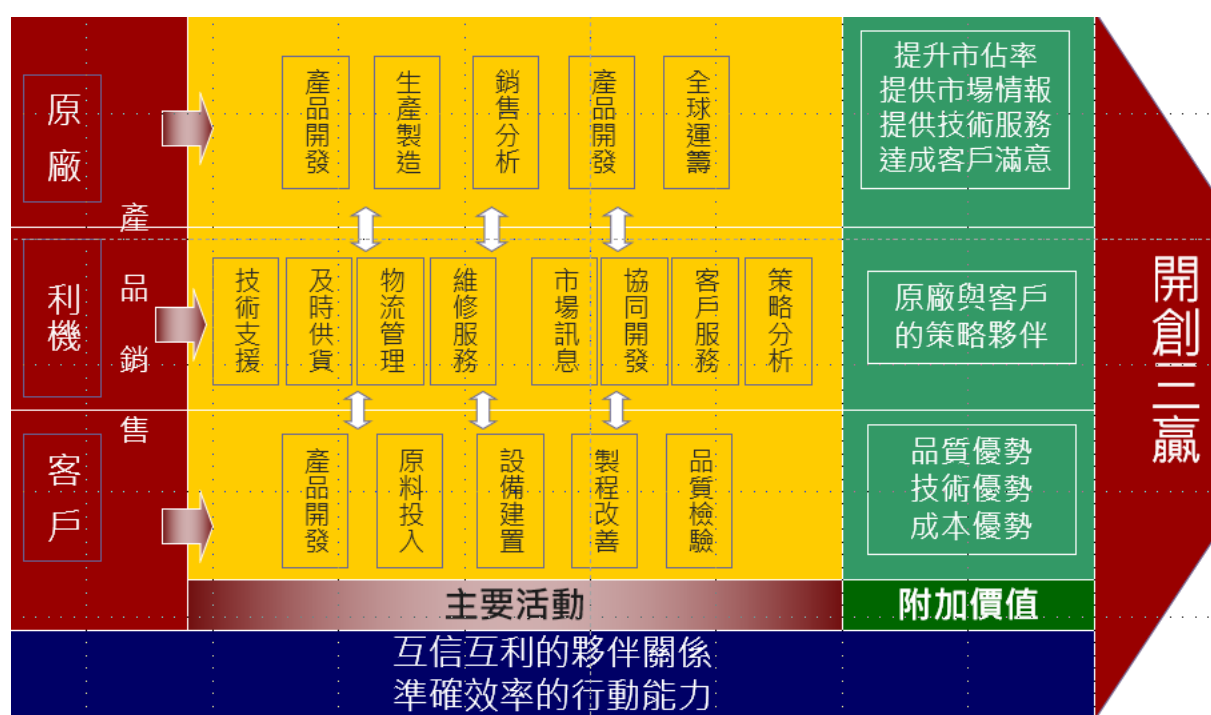 原廠
產品開發
生產製造
銷售分析
產品開發
全球運籌
提升市佔率
提供市場情報
提供技術服務
達成客戶滿意
產品銷售
利機
技術支援
及時供貨
物流管理
維修服務
市場訊息
協同開發
客戶服務
策略分析
原廠與客戶
的策略夥伴
客戶
產品開發
原料投入
設備建置
製程改善
品質檢驗
品質優勢
技術優勢
成本優勢
主要活動
附加價值
互信互利的夥伴關係
準確效率的行動能力
開創三贏